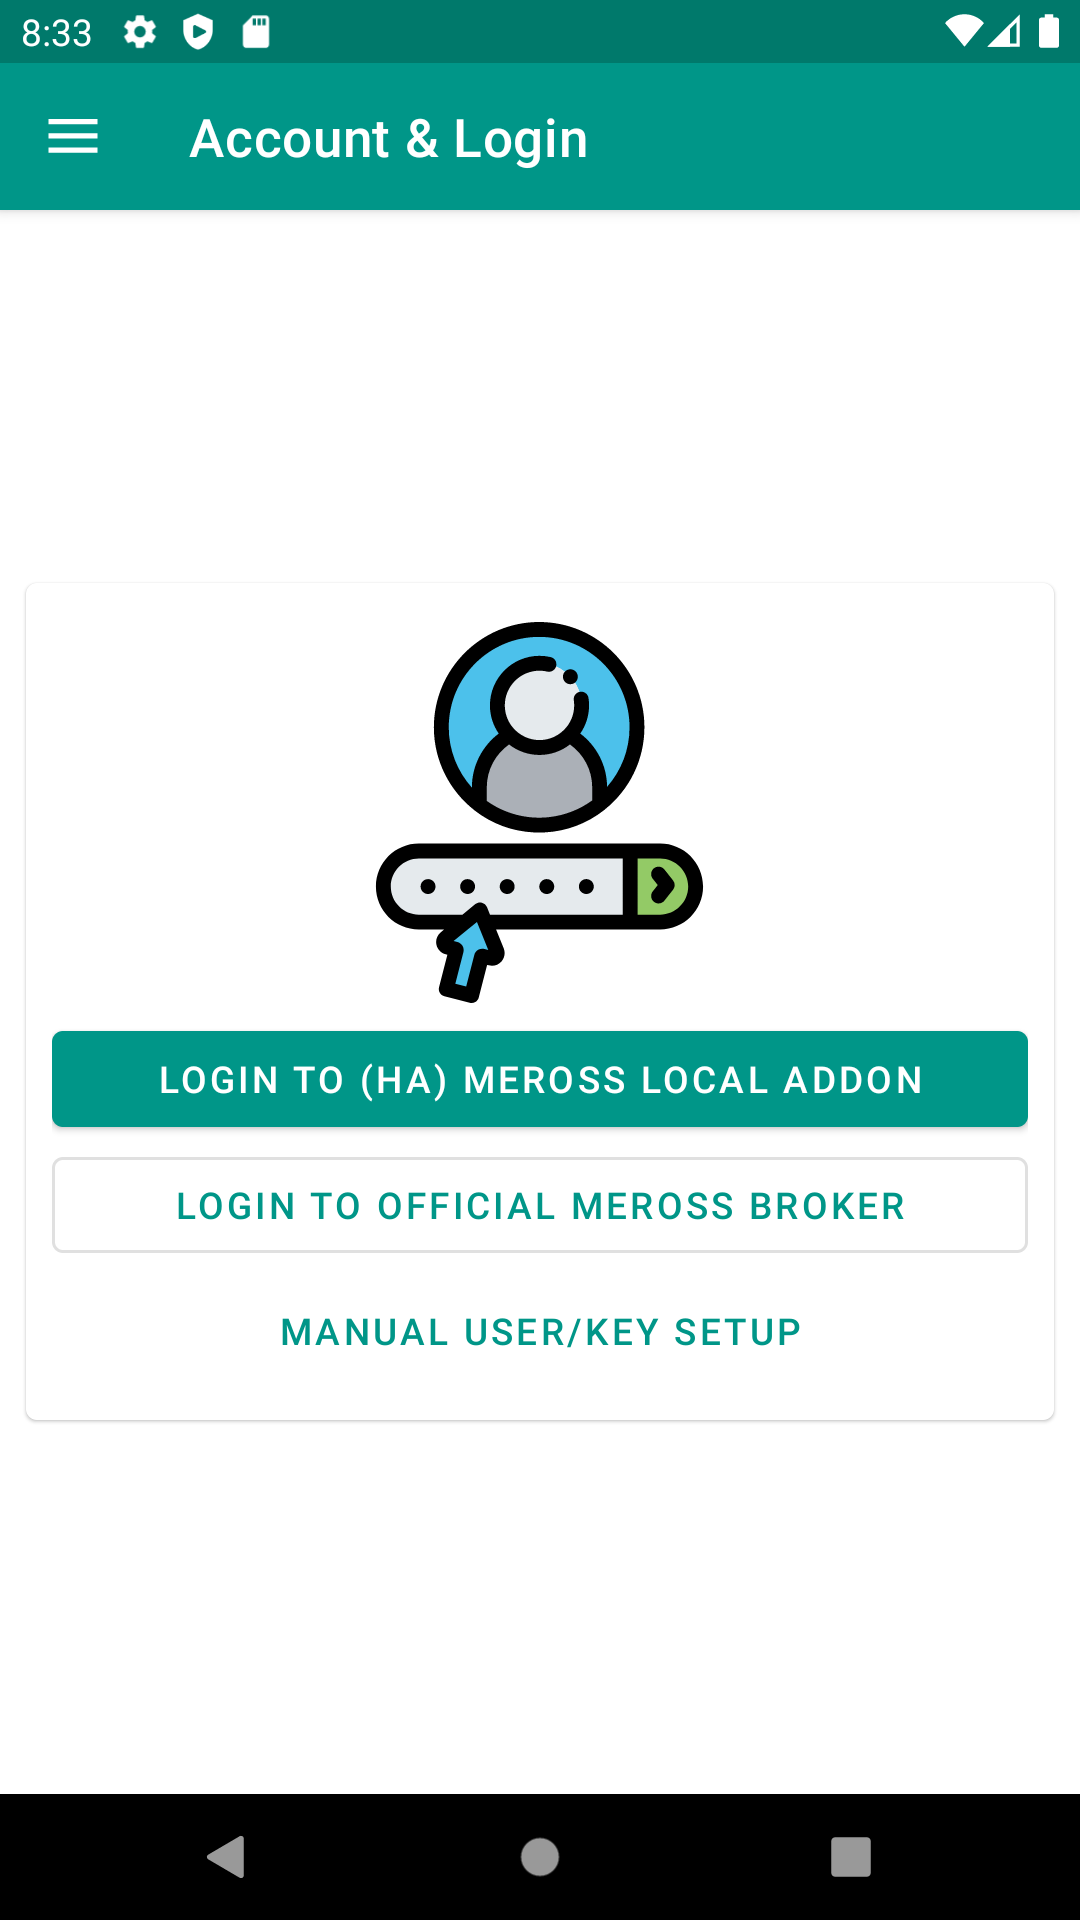 8:33
Account & Login
LOGIN TO (HA) MEROSS LOCAL ADDON
LOGIN TO OFFICIAL MEROSS BROKER
MANUAL USER/KEY SETUP